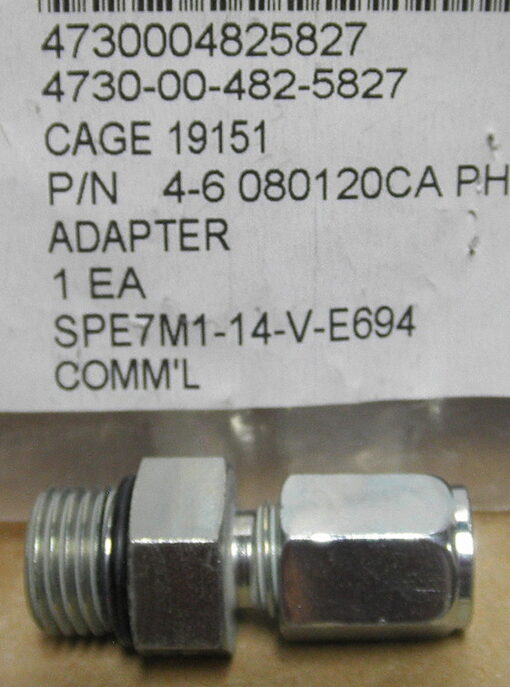 4730004825827
4730-00-482-5827
CAGE 19151
P/N 4-6 080120CA PH
ADAPTER
1 EA
SPE7M1-14-V-E694
COMM'L